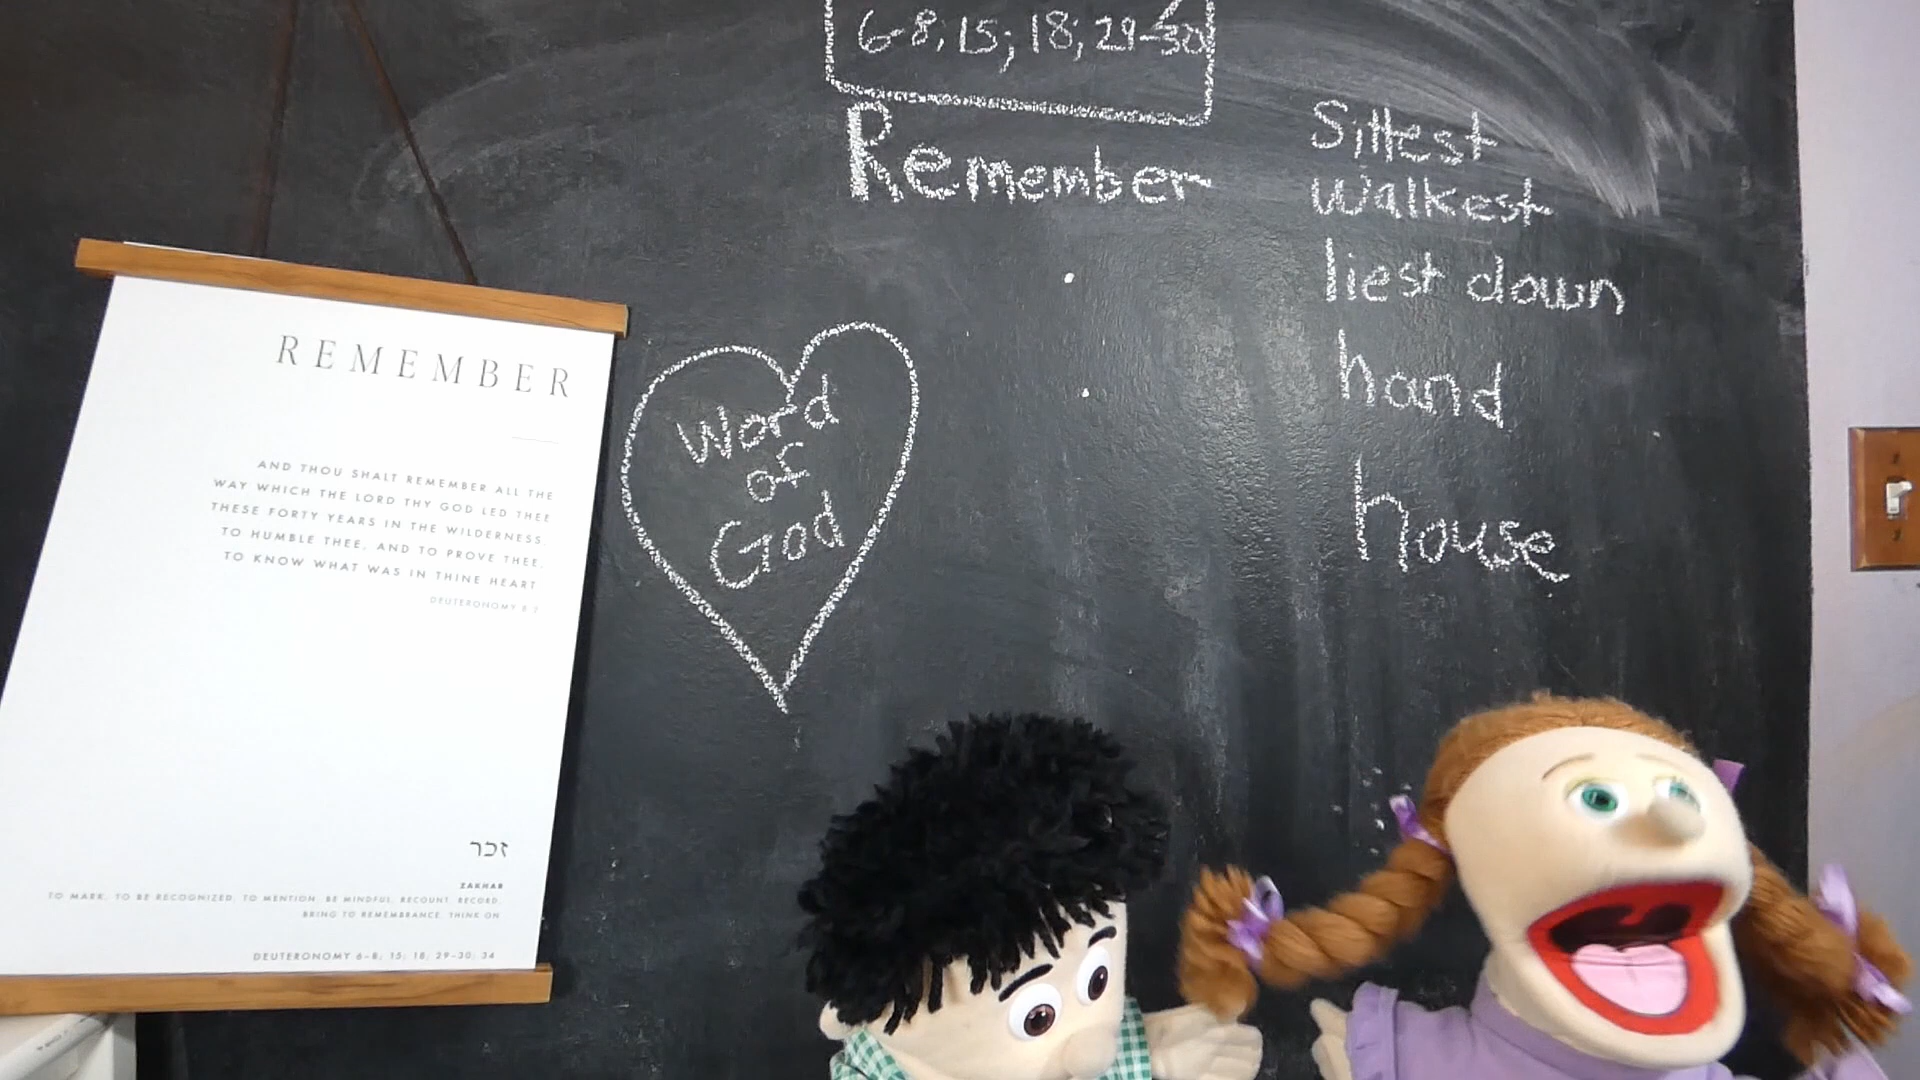 6-8; 15; 18; 29-30
Remember
Sittest
Walkest
liest down
hand
house
Word
of
God
REMEMBER
AND THOU SHALT REMEMBER ALL THE
WAY WHICH THE LORD THY GOD LED THEE
THESE FORTY YEARS IN THE WILDERNESS,
TO HUMBLE THEE, AND TO PROVE THEE,
TO KNOW WHAT WAS IN THINE HEART
DEUTERONOMY 8:2
זכר
ZAKHAR
TO MARK, TO BE RECOGNIZED, TO MENTION, BE MINDFUL, RECOUNT, RECORD,
BRING TO REMEMBRANCE, THINK ON
DEUTERONOMY 6-8; 15; 18; 29-30; 34